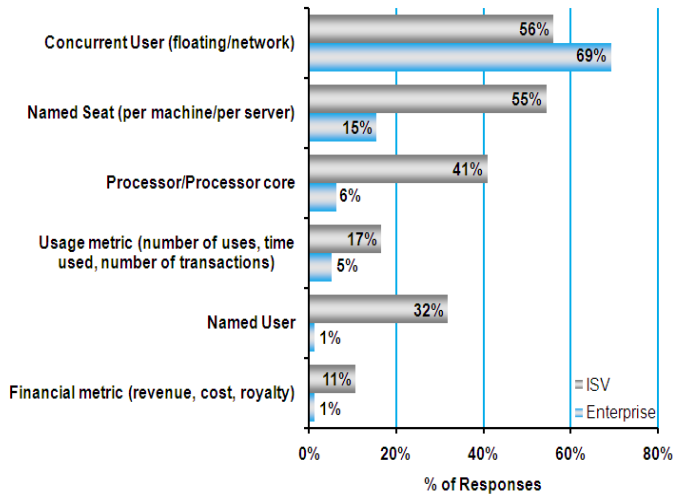 Concurrent User (floating/network)
56%
69%
Named Seat (per machine/per server)
55%
15%
Processor/Processor core
41%
6%
Usage metric (number of uses, time
used, number of transactions)
17%
5%
Named User
32%
1%
Financial metric (revenue, cost, royalty)
11%
1%
ISV
Enterprise
0%
20%
40%
60%
80%
% of Responses